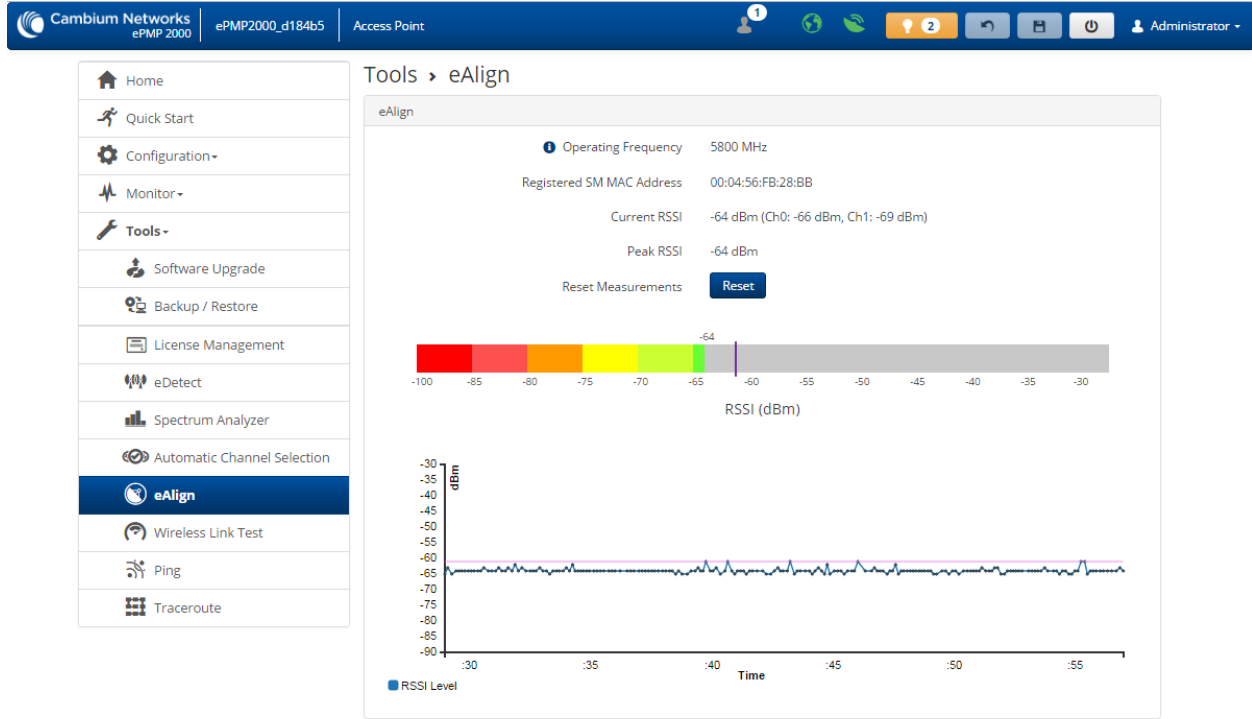 Cambium Networks
ePMP 2000
ePMP2000_d184b5
Access Point
1
2
Administrator
Home
Quick Start
Configuration
Monitor
Tools
Software Upgrade
Backup / Restore
License Management
eDetect
Spectrum Analyzer
Automatic Channel Selection
eAlign
Wireless Link Test
Ping
Traceroute
Tools › eAlign
eAlign
Operating Frequency 5800 MHz
Registered SM MAC Address 00:04:56:FB:28:BB
Current RSSI -64 dBm (Ch0: -66 dBm, Ch1: -69 dBm)
Peak RSSI -64 dBm
Reset Measurements Reset
-64
-100 -85 -80 -75 -70 -65 -60 -55 -50 -45 -40 -35 -30
RSSI (dBm)
dBm
-30
-35
-40
-45
-50
-55
-60
-65
-70
-75
-80
-85
-90
:30 :35 :40 :45 :50 :55
Time
RSSI Level